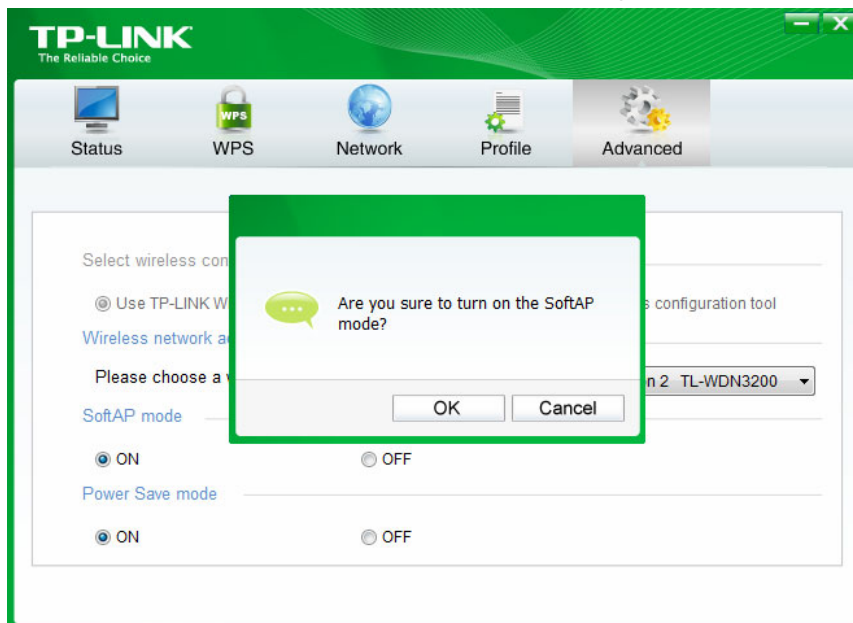 TP-LINK
The Reliable Choice
WPS
Status WPS Network Profile Advanced
Select wireless con
Use TP-LINK W
s configuration tool
Wireless network a
Please choose a
n 2 TL-WDN3200
Are you sure to turn on the SoftAP
mode?
OK Cancel
SoftAP mode
ON OFF
Power Save mode
ON OFF